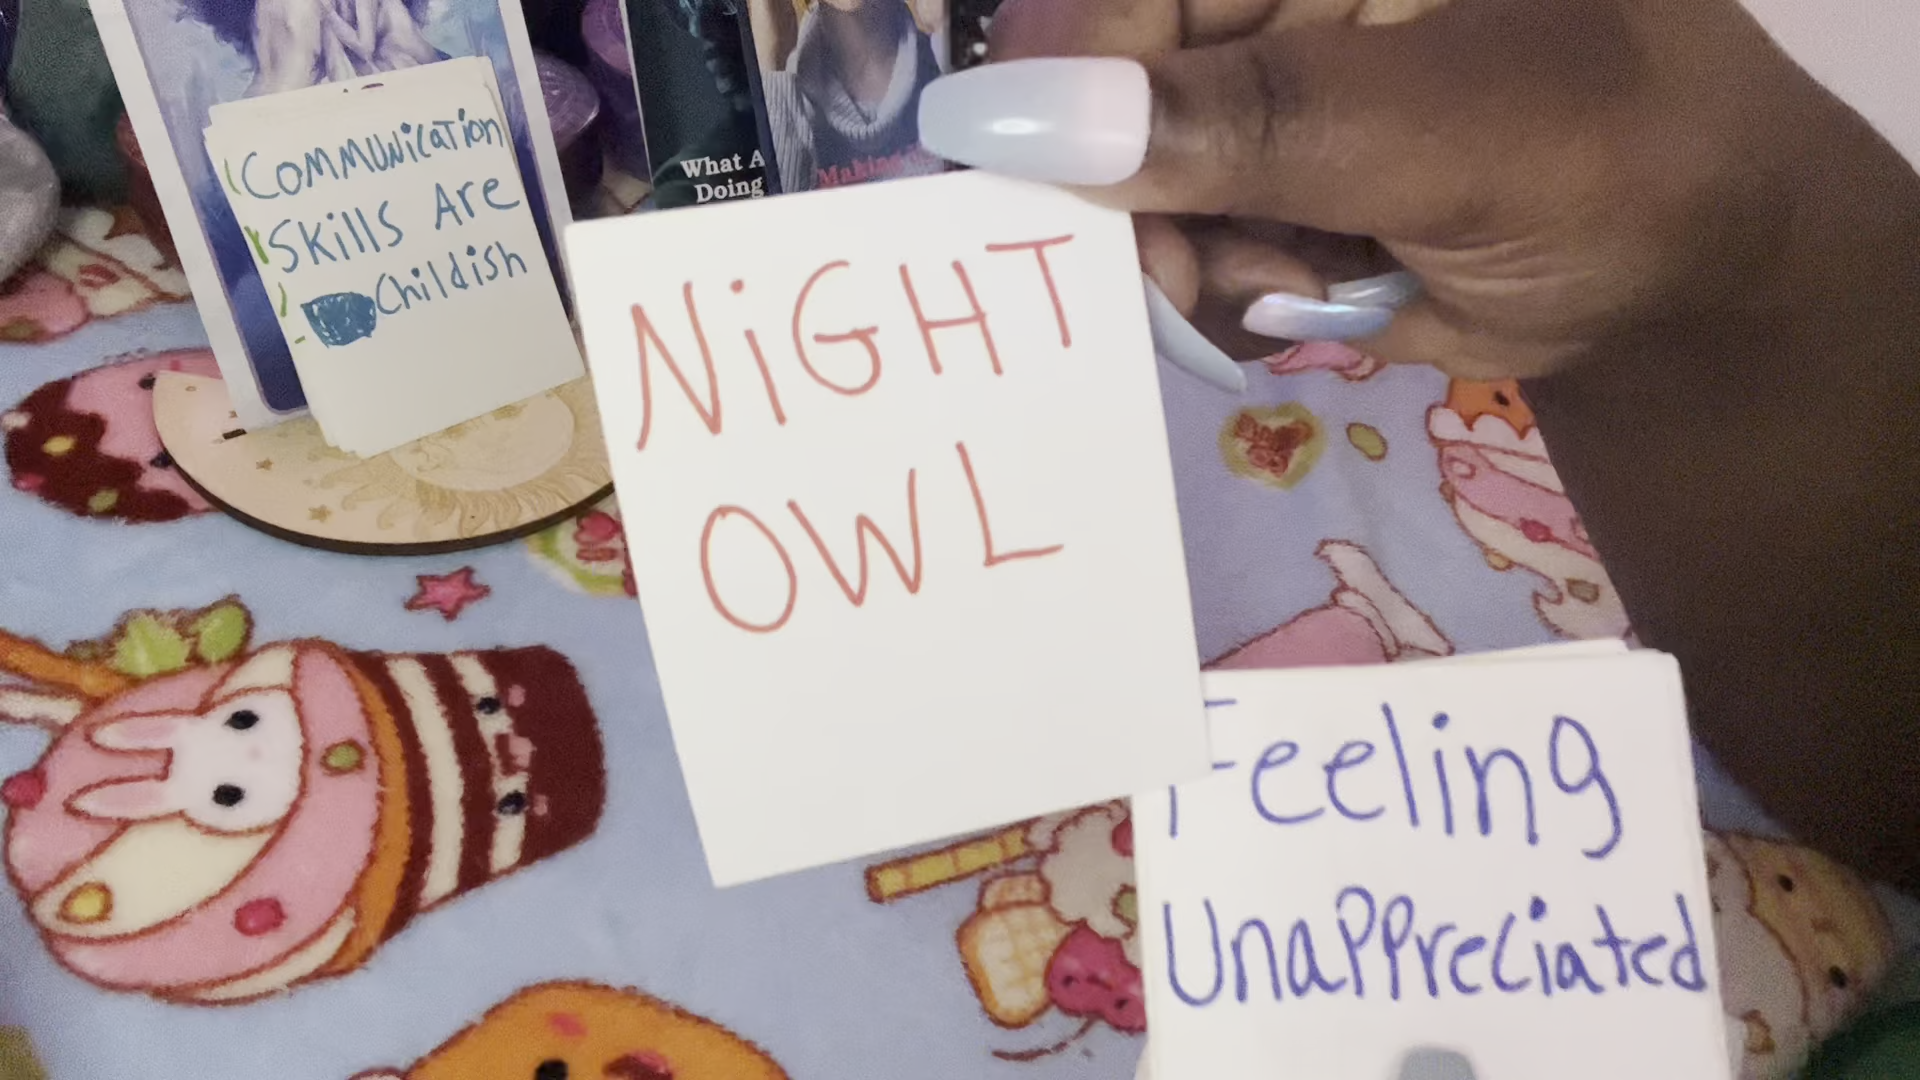 Communication
Skills Are
Childish
What A
Doing
Making
NiGHT
OWL
Feeling
Unappreciated